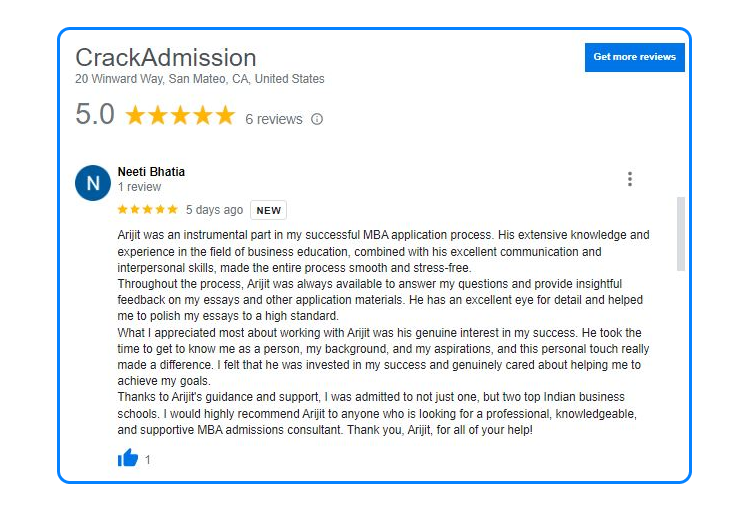 CrackAdmission
Get more reviews
20 Winward Way, San Mateo, CA, United States
5.0 6 reviews
N
Neeti Bhatia
1 review
5 days ago NEW
Arijit was an instrumental part in my successful MBA application process. His extensive knowledge and
experience in the field of business education, combined with his excellent communication and
interpersonal skills, made the entire process smooth and stress-free.
Throughout the process, Arijit was always available to answer my questions and provide insightful
feedback on my essays and other application materials. He has an excellent eye for detail and helped
me to polish my essays to a high standard.
What I appreciated most about working with Arijit was his genuine interest in my success. He took the
time to get to know me as a person, my background, and my aspirations, and this personal touch really
made a difference. I felt that he was invested in my success and genuinely cared about helping me to
achieve my goals.
Thanks to Arijit's guidance and support, I was admitted to not just one, but two top Indian business
schools. I would highly recommend Arijit to anyone who is looking for a professional, knowledgeable,
and supportive MBA admissions consultant. Thank you, Arijit, for all of your help!
1